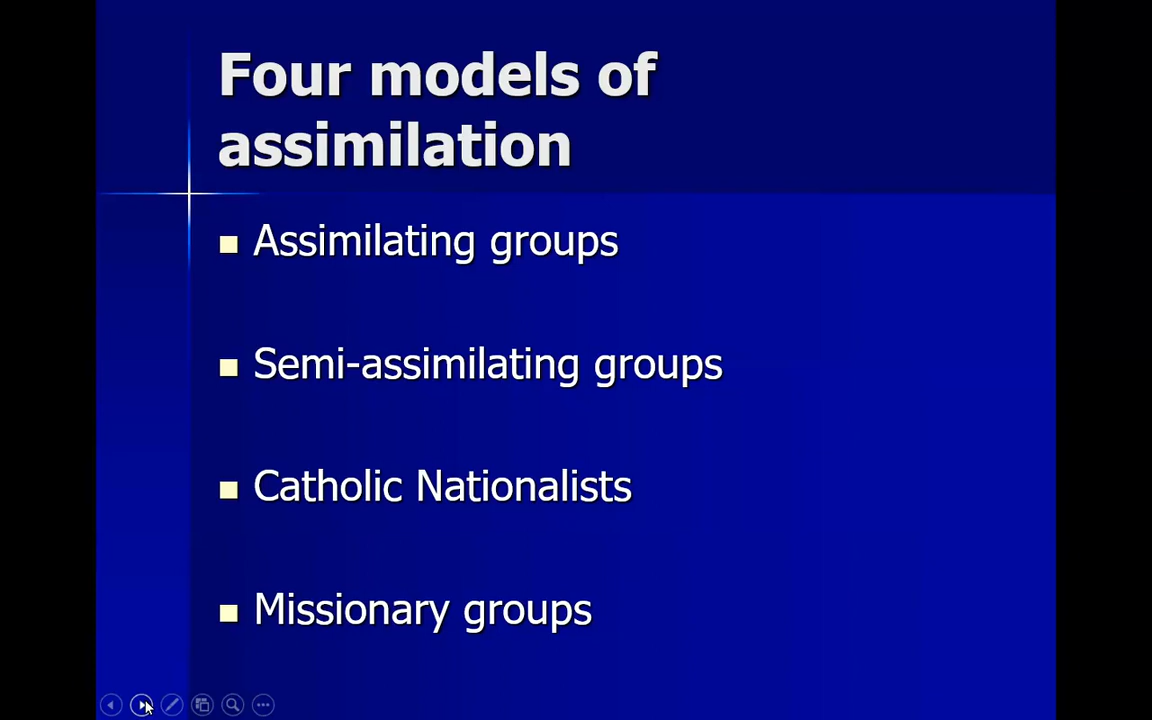 Four models of
assimilation
Assimilating groups
Semi-assimilating groups
Catholic Nationalists
Missionary groups